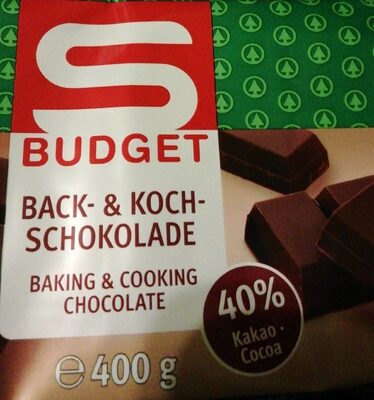 S
BUDGET
BACK- & KOCH-
SCHOKOLADE
BAKING & COOKING
CHOCOLATE
40%
Kakao •
Cocoa
℮ 400 g